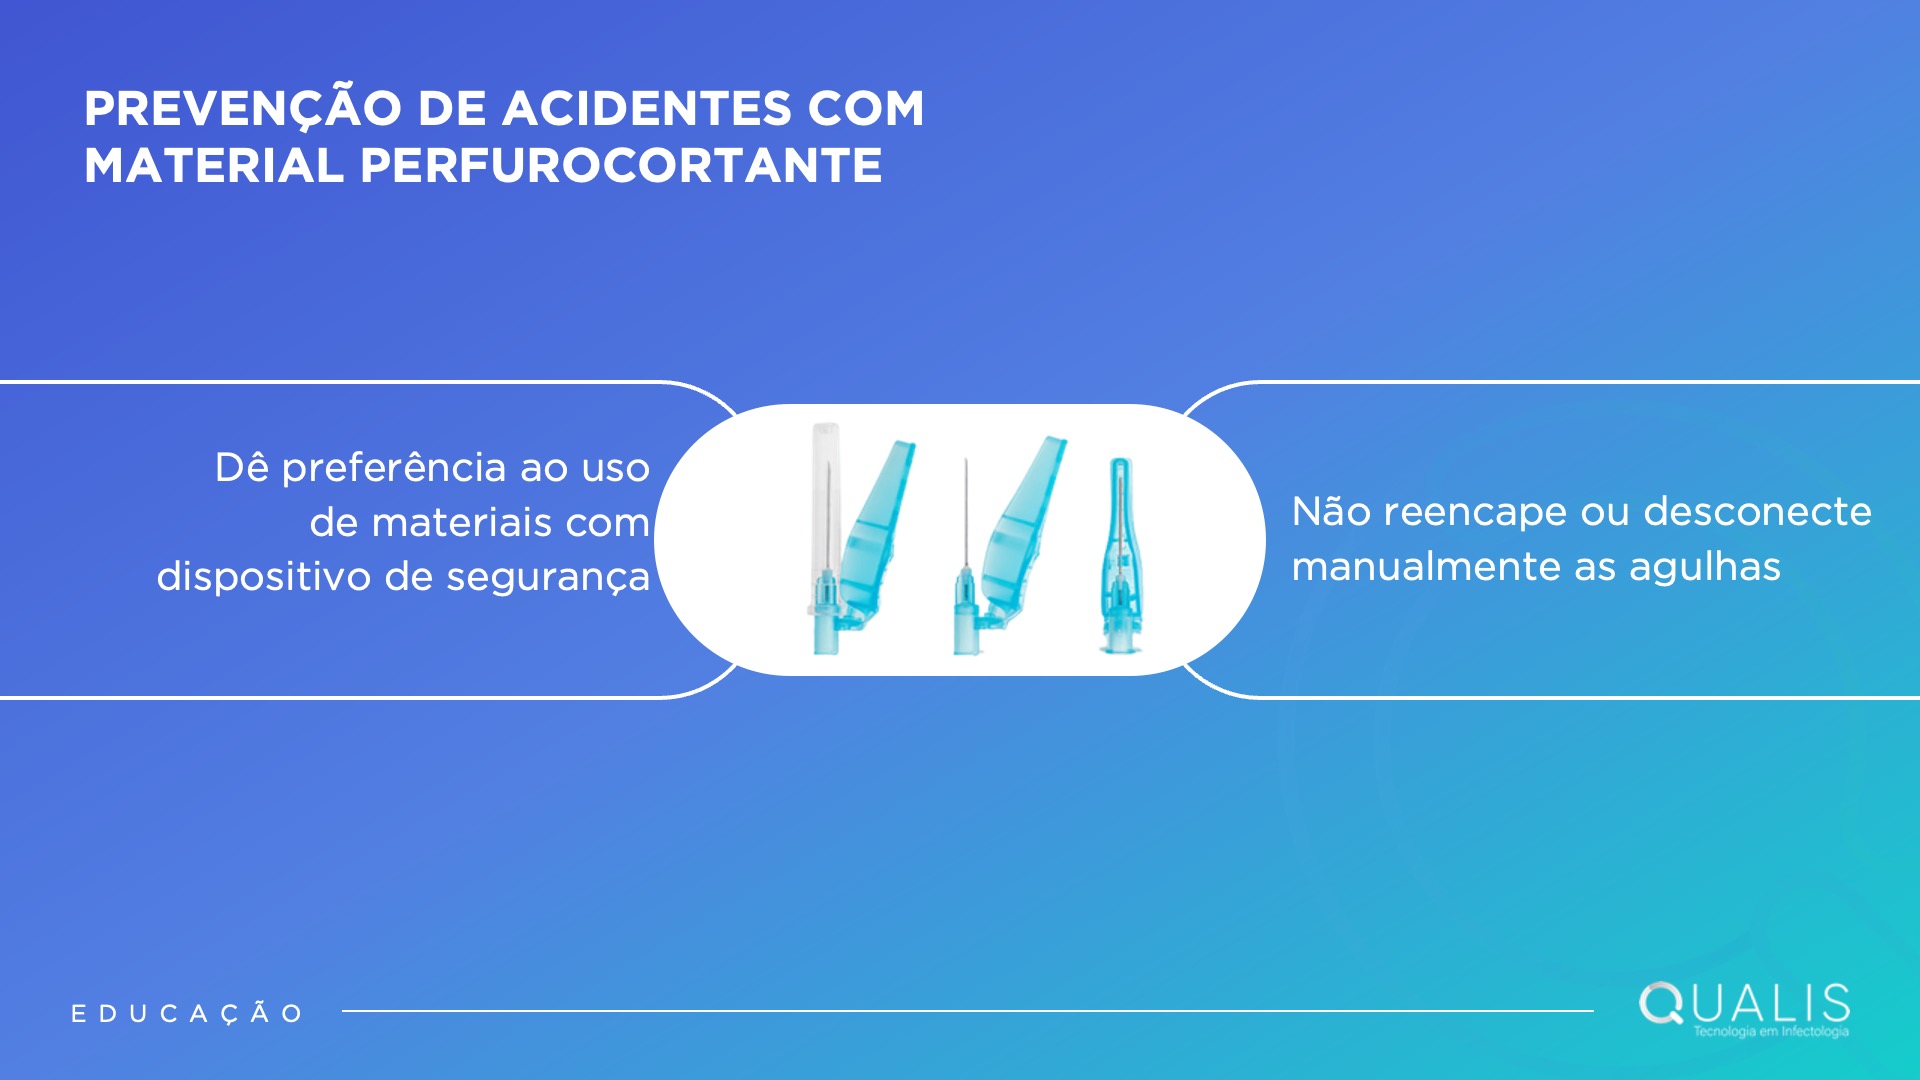 PREVENÇÃO DE ACIDENTES COM
MATERIAL PERFUROCORTANTE
Dê preferência ao uso
de materiais com
dispositivo de segurança
Não reencape ou desconecte
manualmente as agulhas
EDUCAÇÃO
QUALIS
Tecnologia em Infectologia